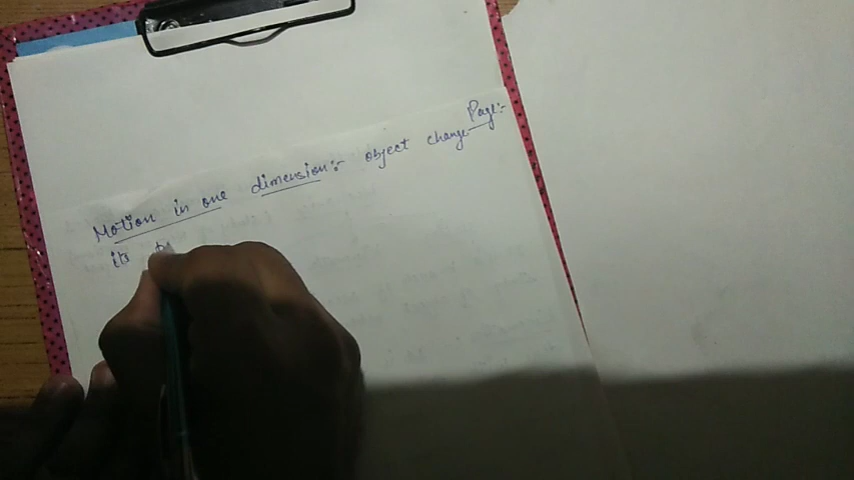 Page:-
Motion in one dimension:- object change
its